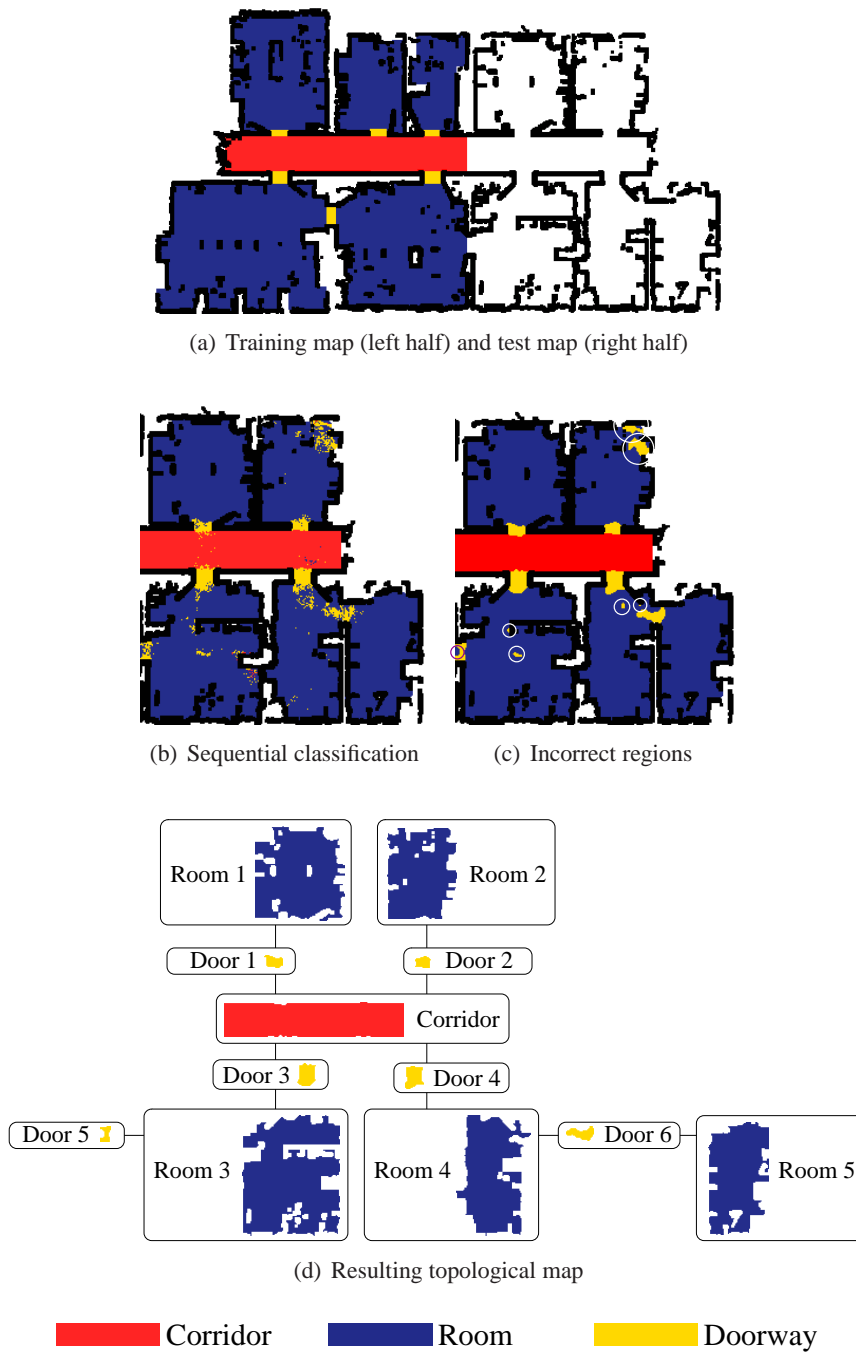 (a) Training map (left half) and test map (right half)
(b) Sequential classification
(c) Incorrect regions
Room 1
Room 2
Door 1
Door 2
Corridor
Door 3
Door 4
Door 5
Door 6
Room 3
Room 4
Room 5
(d) Resulting topological map
Corridor
Room
Doorway